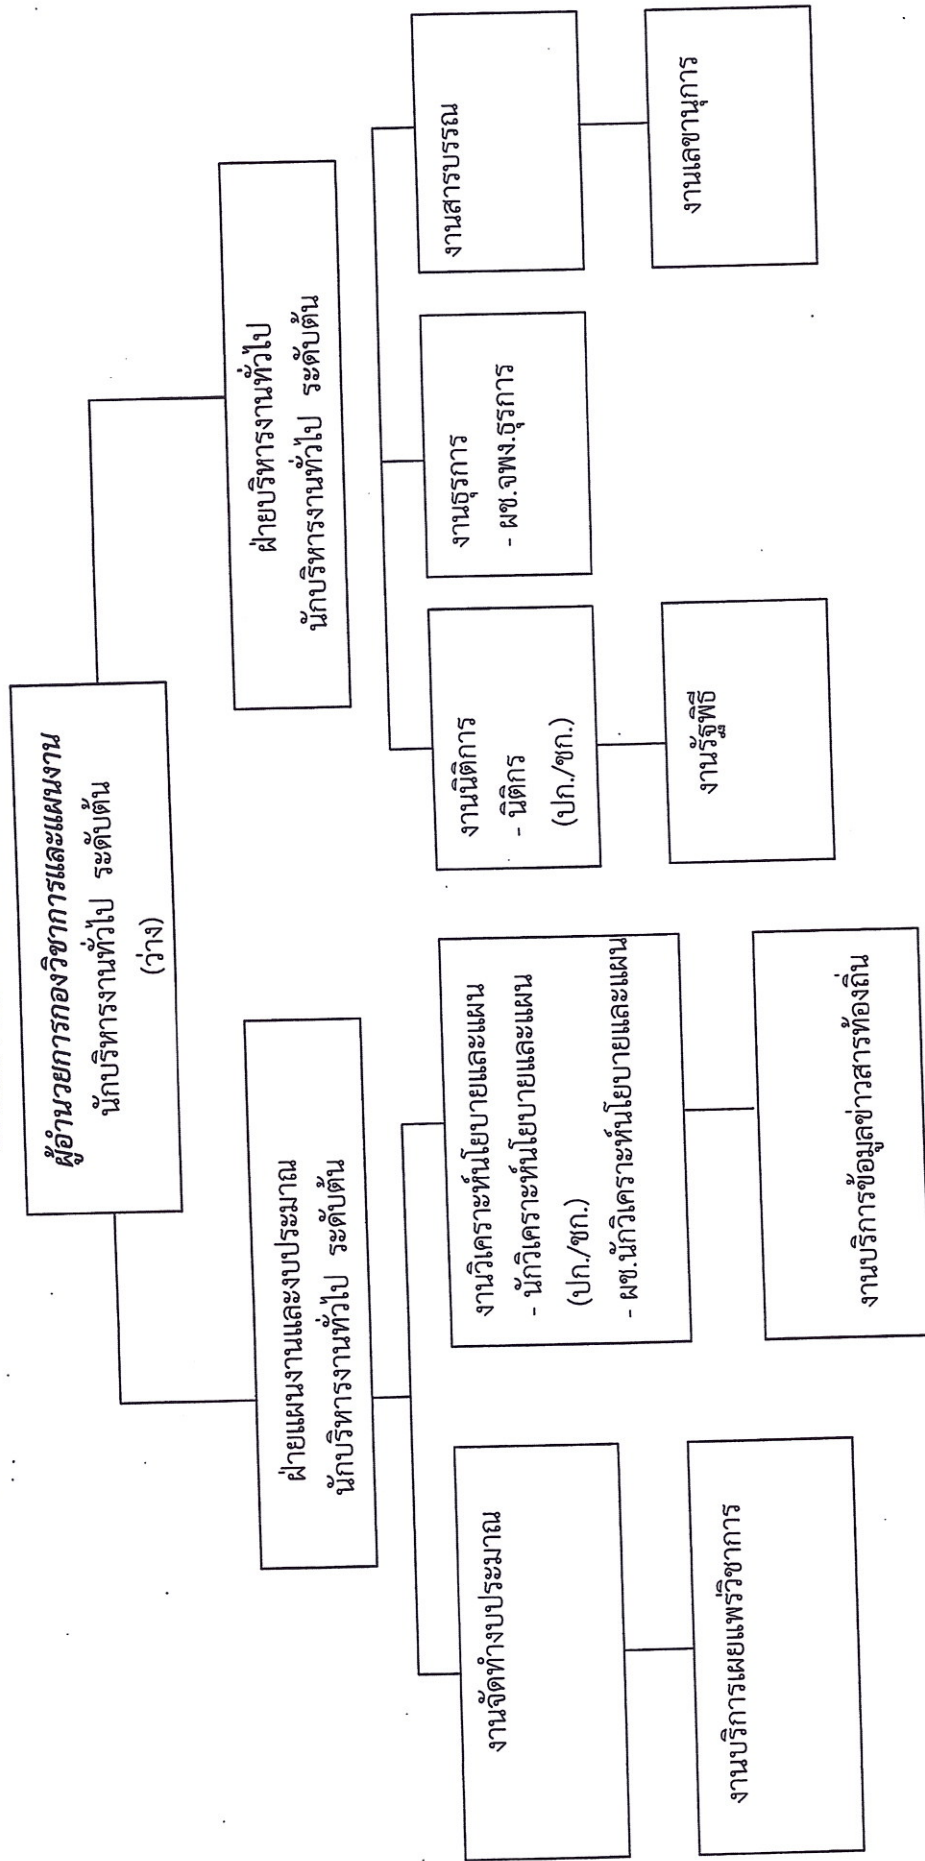 ผู้อำนวยการกองวิชาการและแผนงาน
นักบริหารงานทั่วไป ระดับต้น
(ว่าง)
ฝ่ายแผนงานและงบประมาณ
นักบริหารงานทั่วไป ระดับต้น
ฝ่ายบริหารงานทั่วไป
นักบริหารงานทั่วไป ระดับต้น
งานจัดทำงบประมาณ
งานวิเคราะห์นโยบายและแผน
- นักวิเคราะห์นโยบายและแผน
(ปก./ชก.)
- ผช.นักวิเคราะห์นโยบายและแผน
งานนิติการ
- นิติกร
(ปก./ชก.)
งานธุรการ
- ผช.จพง.ธุรการ
งานสารบรรณ
งานบริการเผยแพร่วิชาการ
งานบริการข้อมูลข่าวสารท้องถิ่น
งานรัฐพิธี
งานเลขานุการ